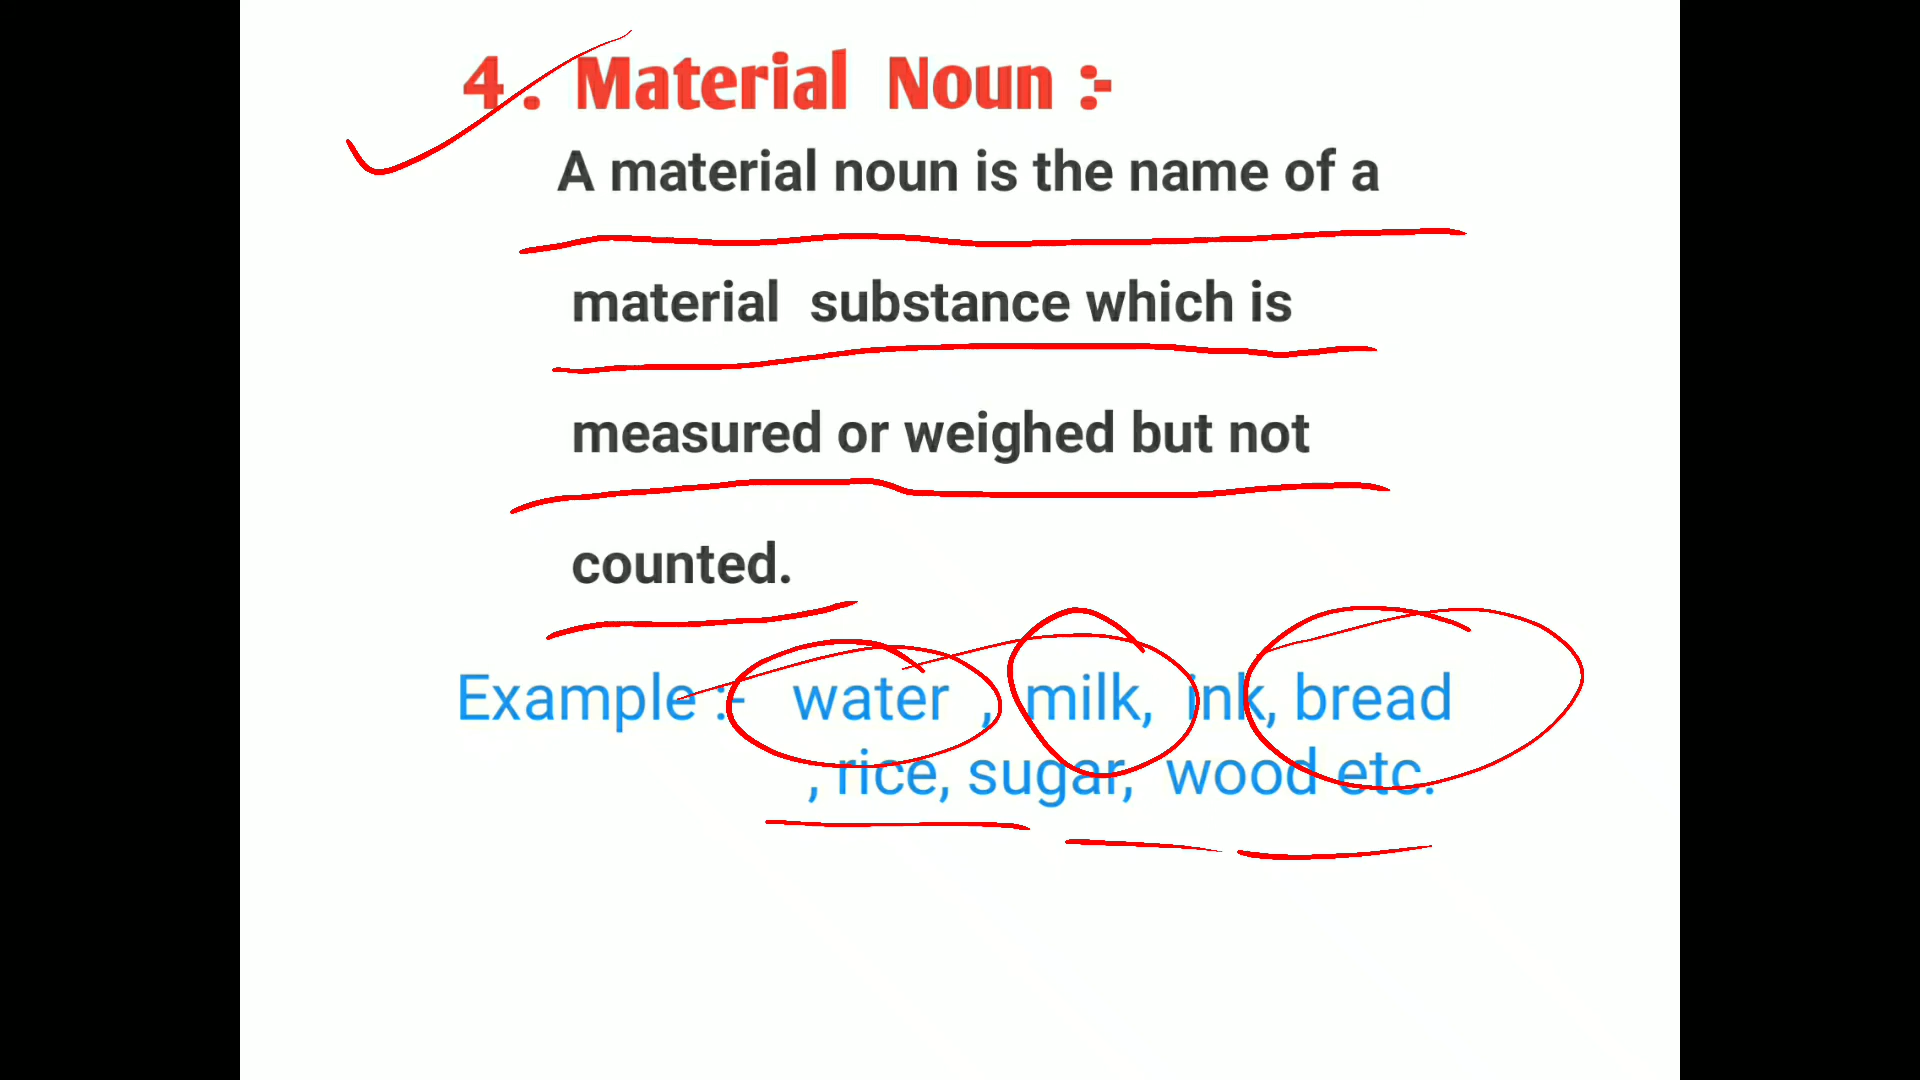 4. Material Noun :-
A material noun is the name of a
material substance which is
measured or weighed but not
counted.
Example :- water , milk, ink, bread
, rice, sugar, wood etc.